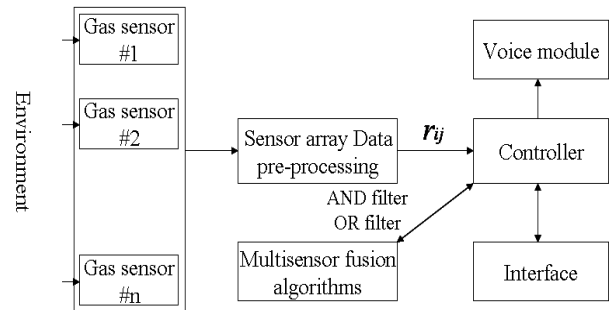 Environment
Gas sensor
#1
Gas sensor
#2
Gas sensor
#n
Sensor array Data
pre-processing
rij
AND filter
OR filter
Multisensor fusion
algorithms
Voice module
Controller
Interface